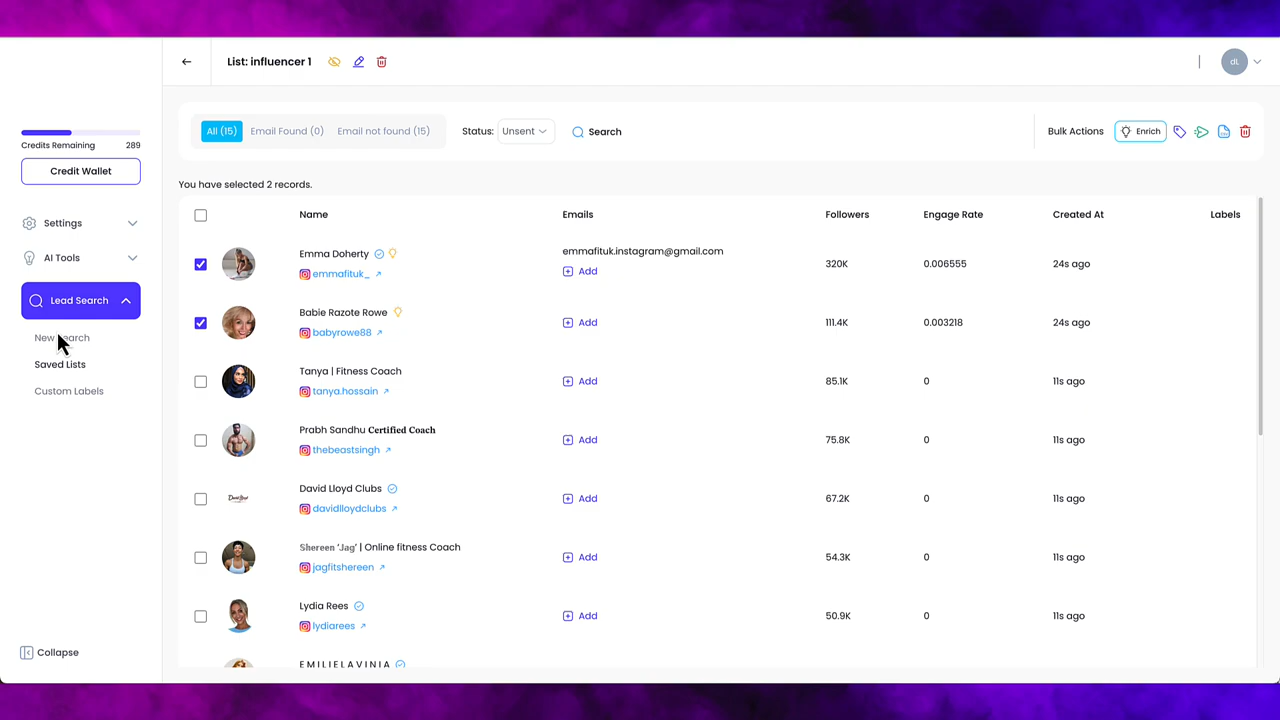 List: influencer 1
dL
Credits Remaining 289
Credit Wallet
Settings
AI Tools
Lead Search
New Search
Saved Lists
Custom Labels
Collapse
All (15) Email Found (0) Email not found (15) Status: Unsent Search Bulk Actions Enrich
You have selected 2 records.
Name Emails Followers Engage Rate Created At Labels
Emma Doherty emmafituk.instagram@gmail.com
emmafituk_ Add 320K 0.006555 24s ago
Babie Razote Rowe
babyrowe88 Add 111.4K 0.003218 24s ago
Tanya | Fitness Coach
tanya.hossain Add 85.1K 0 11s ago
Prabh Sandhu 𝐂𝐞𝐫𝐭𝐢𝐟𝐢𝐞𝐝 𝐂𝐨𝐚𝐜𝐡
thebeastsingh Add 75.8K 0 11s ago
David Lloyd Clubs
davidlloydclubs Add 67.2K 0 11s ago
Shereen 'Jag' | Online fitness Coach
jagfitshereen Add 54.3K 0 11s ago
Lydia Rees
lydiarees Add 50.9K 0 11s ago
E M I L I E L A V I N I A